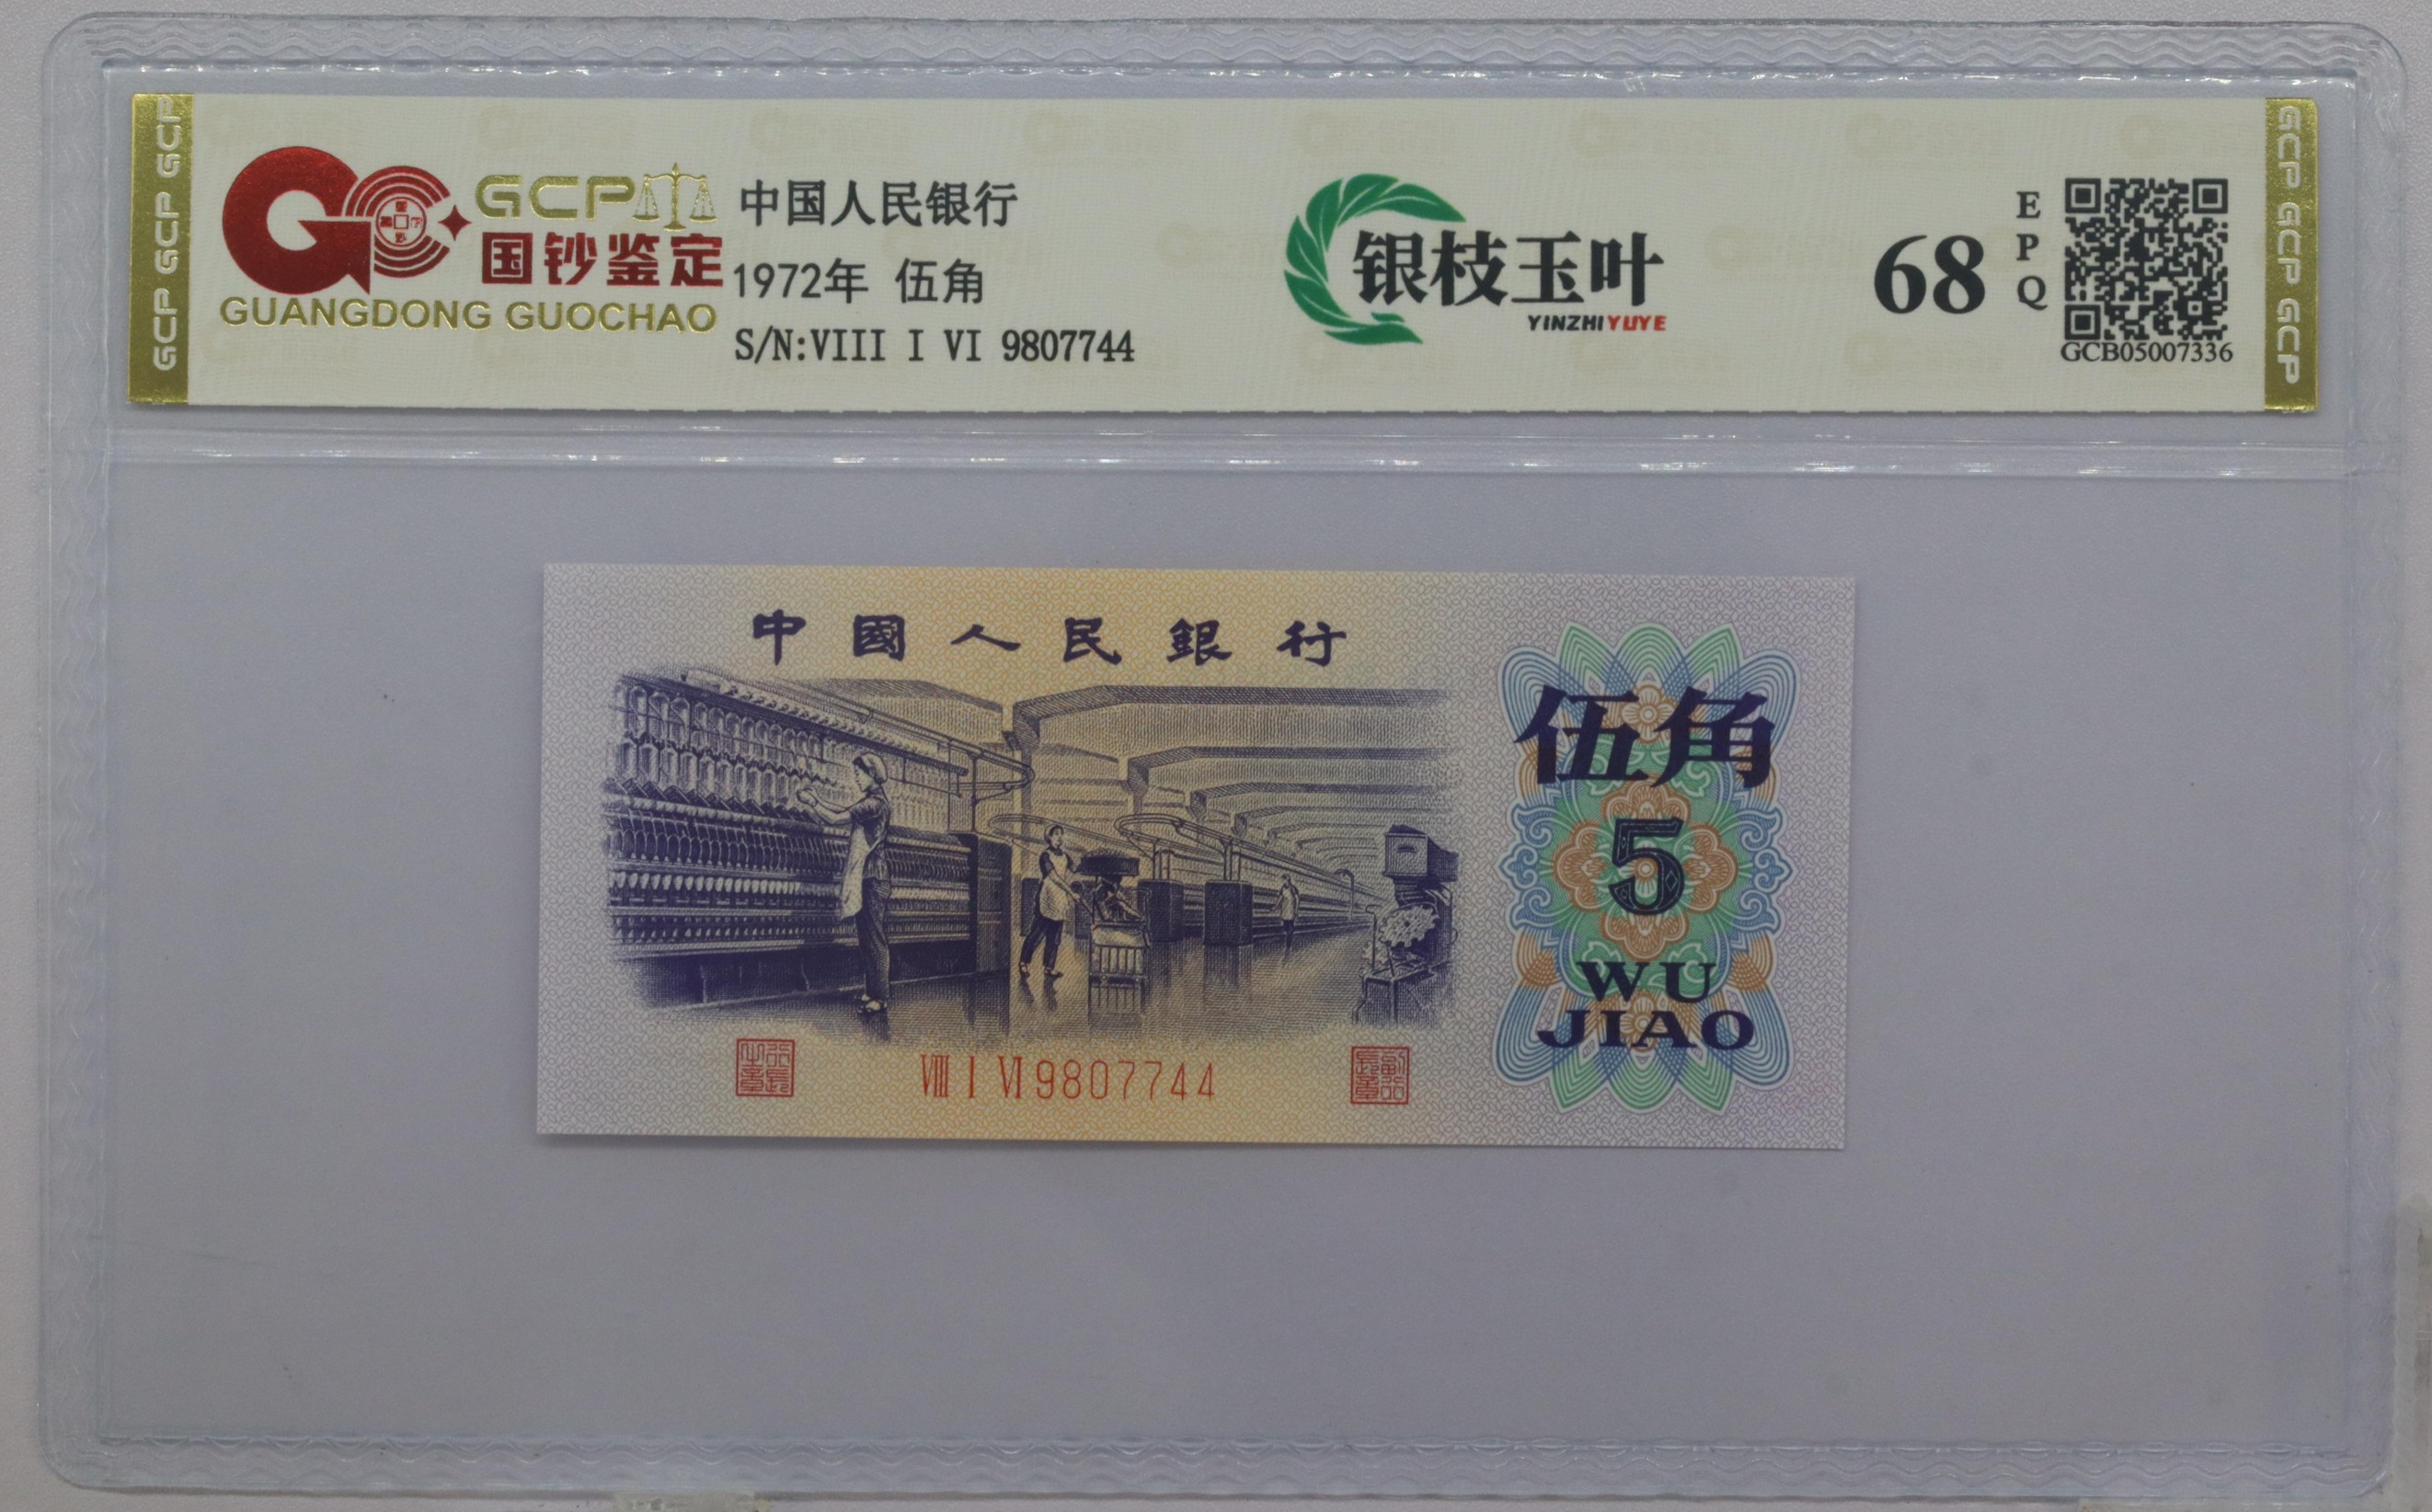 GCP GCP GCP
GCP
国钞鉴定
GUANGDONG GUOCHAO
中国人民银行
1972年 伍角
S/N:VIII I VI 9807744
银枝玉叶
YINZHIYUYE
68
EPQ
GCB05007336
GCP GCP GCP
中國人民銀行
伍角
5
WU
JIAO
VIII I VI 9807744